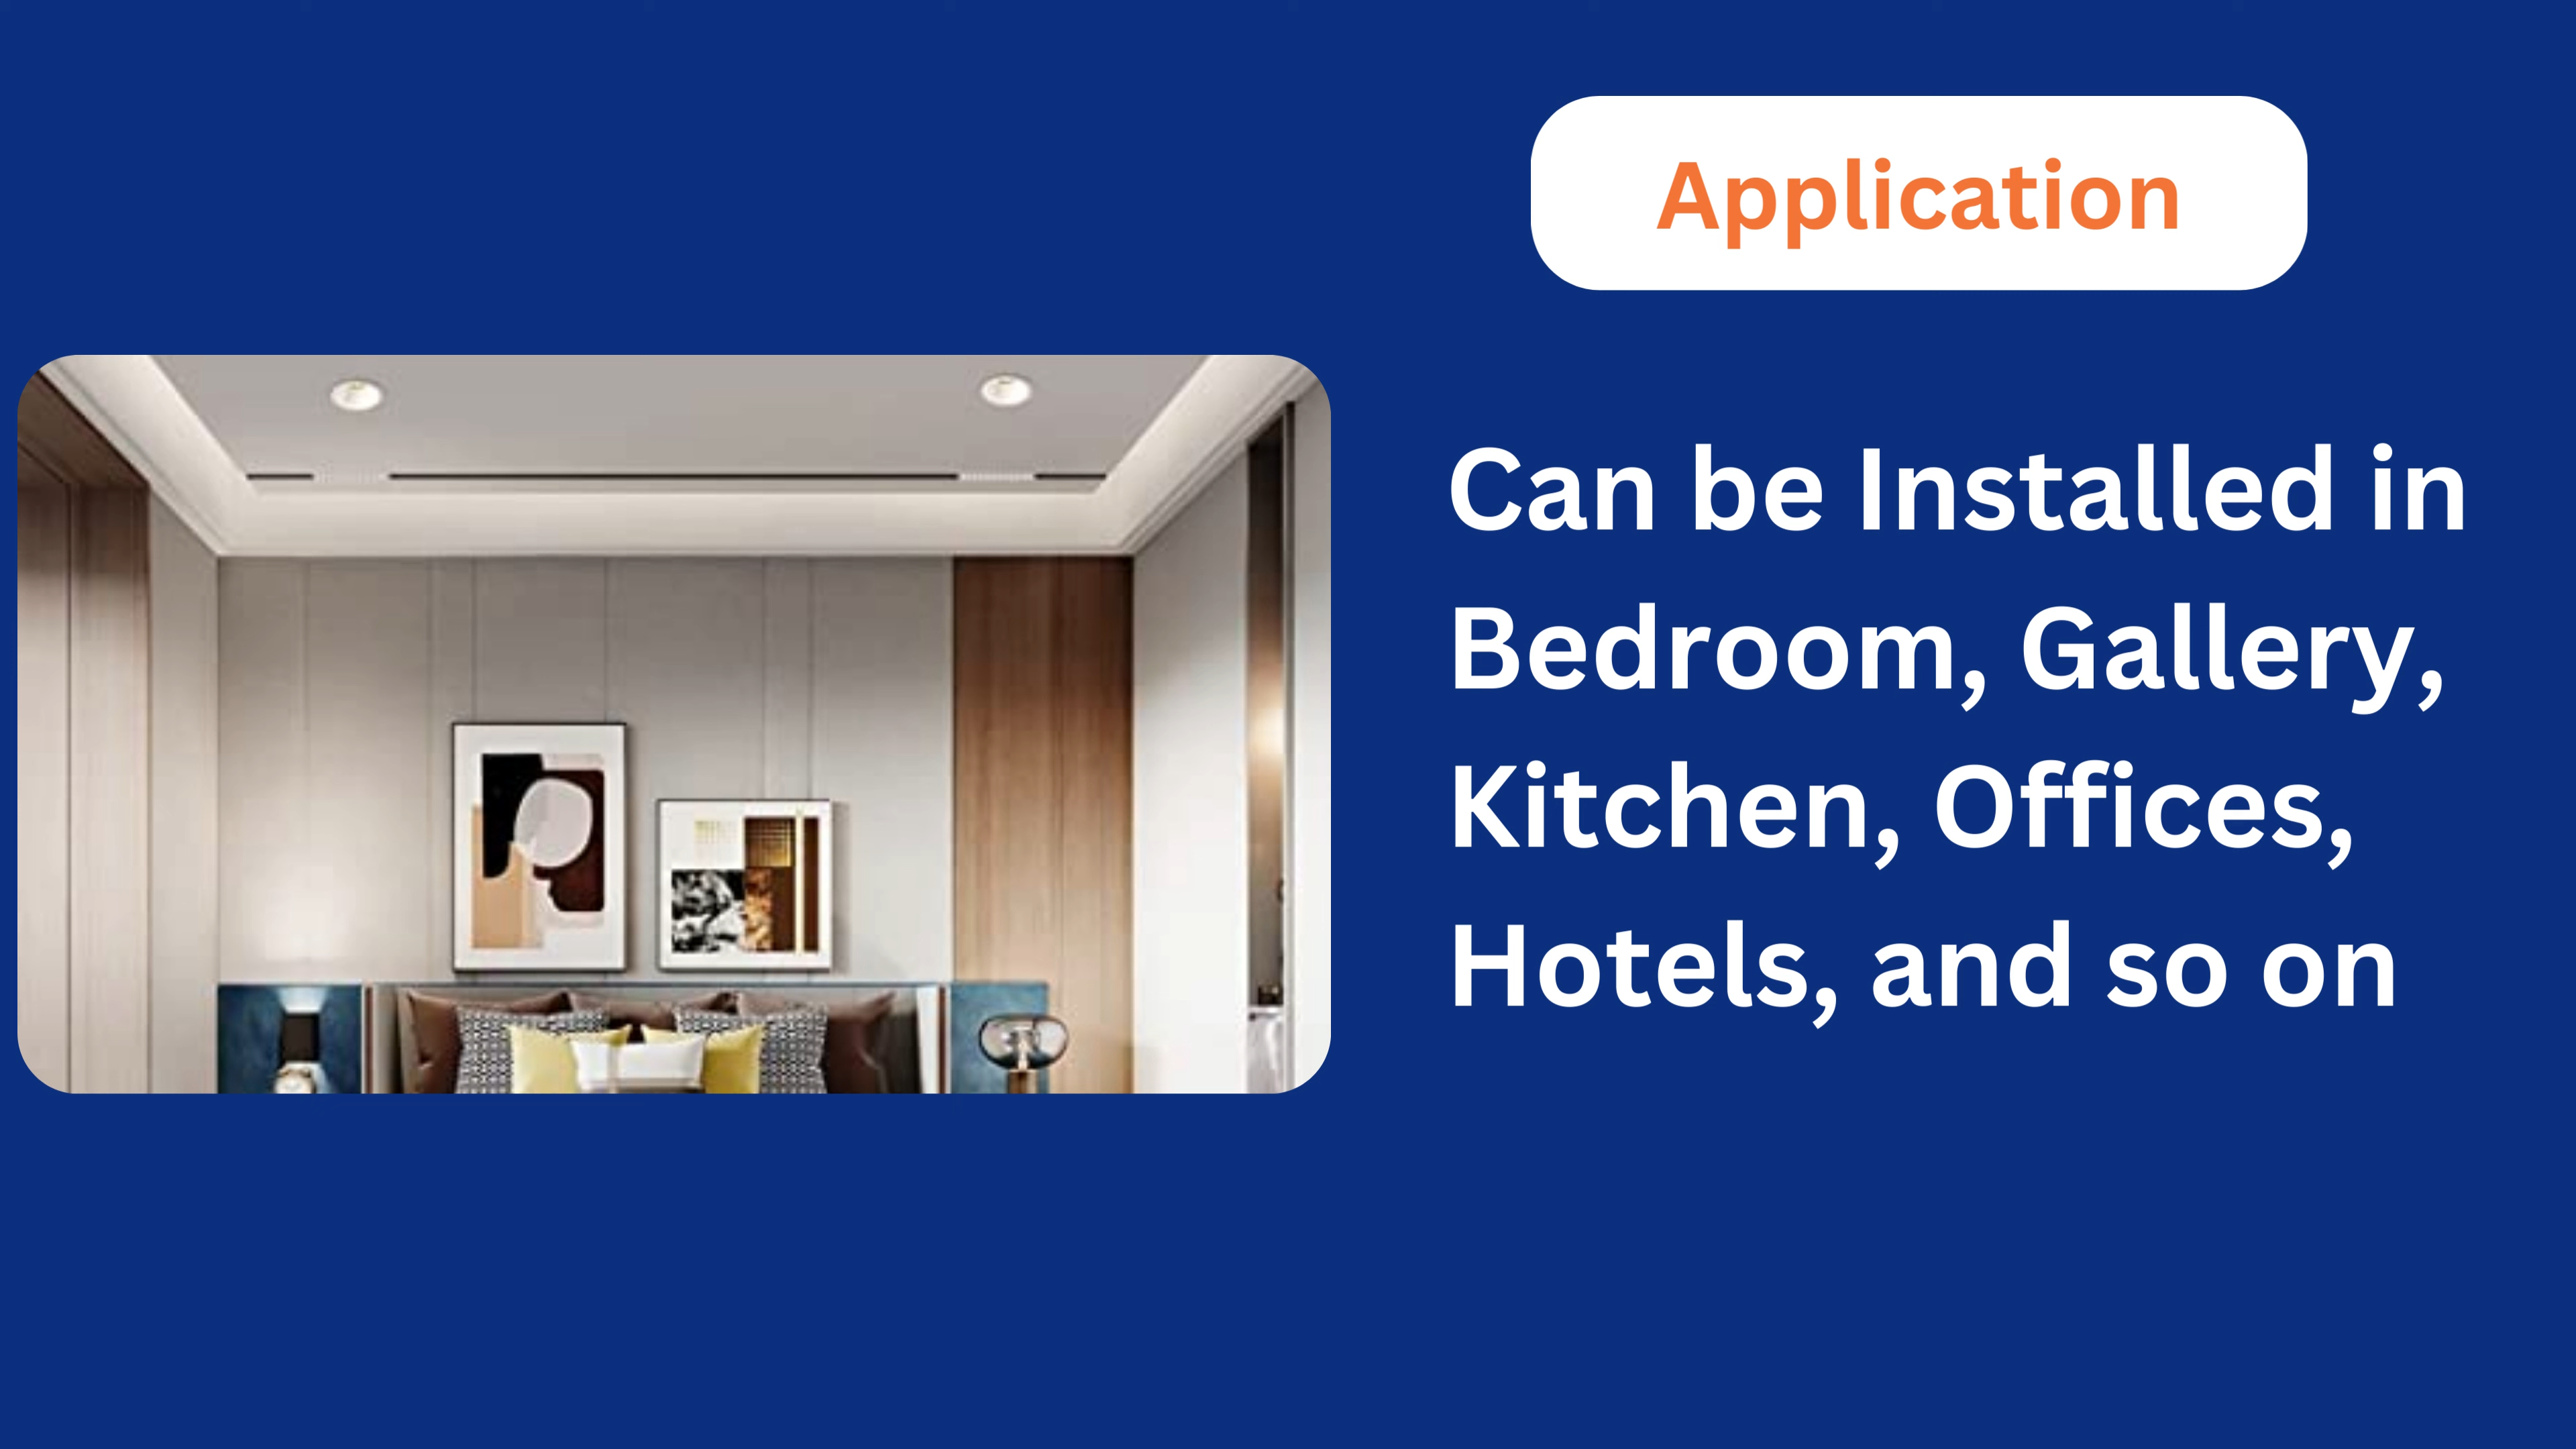 Application
Can be Installed in
Bedroom, Gallery,
Kitchen, Offices,
Hotels, and so on